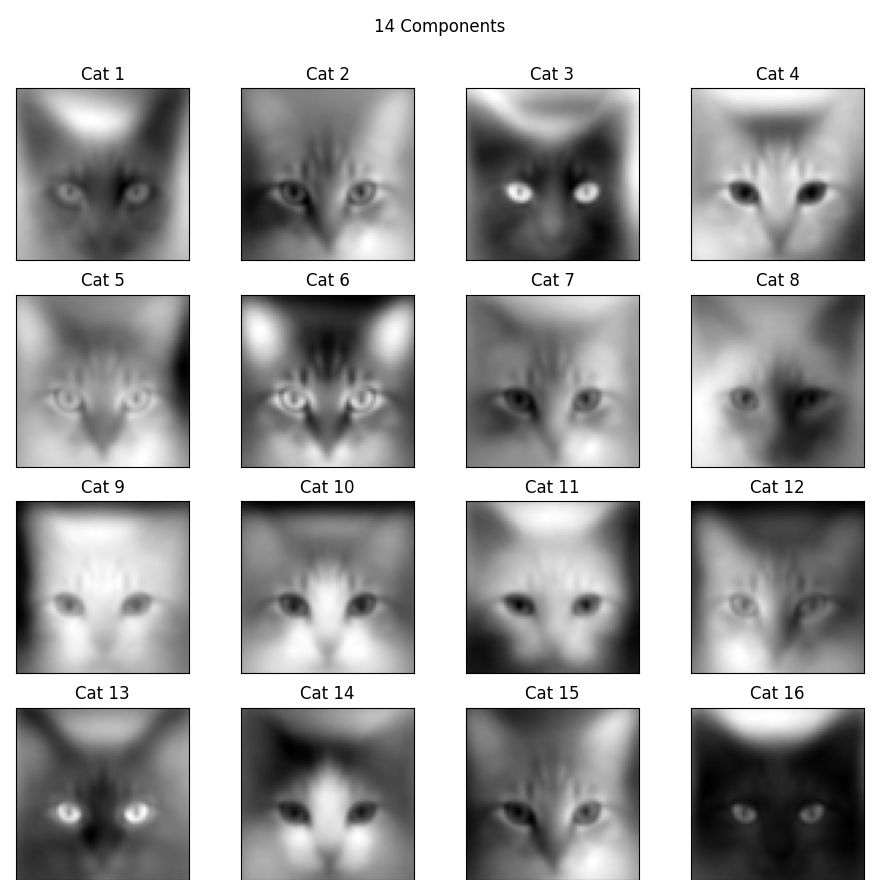 14 Components
Cat 1 Cat 2 Cat 3 Cat 4
Cat 5 Cat 6 Cat 7 Cat 8
Cat 9 Cat 10 Cat 11 Cat 12
Cat 13 Cat 14 Cat 15 Cat 16